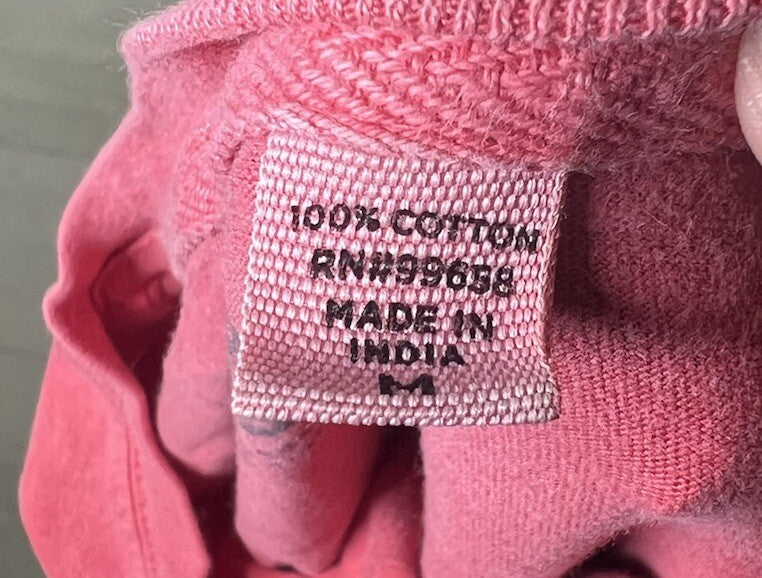 100% COTTON
RN#99658
MADE IN
INDIA
M